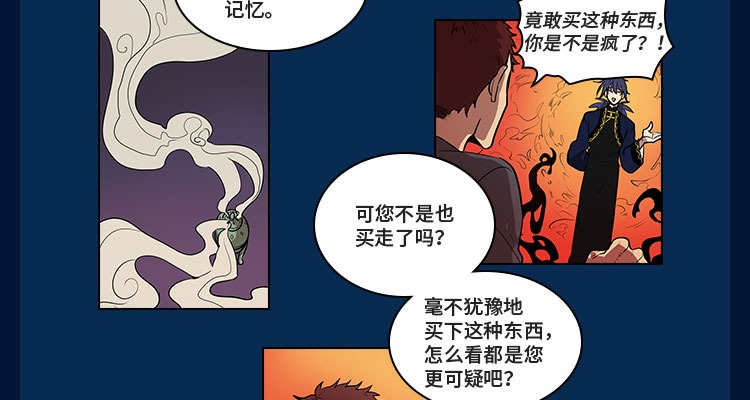 记忆。
竟敢买这种东西，
你是不是疯了？！
可您不是也
买走了吗？
毫不犹豫地
买下这种东西，
怎么看都是您
更可疑吧？